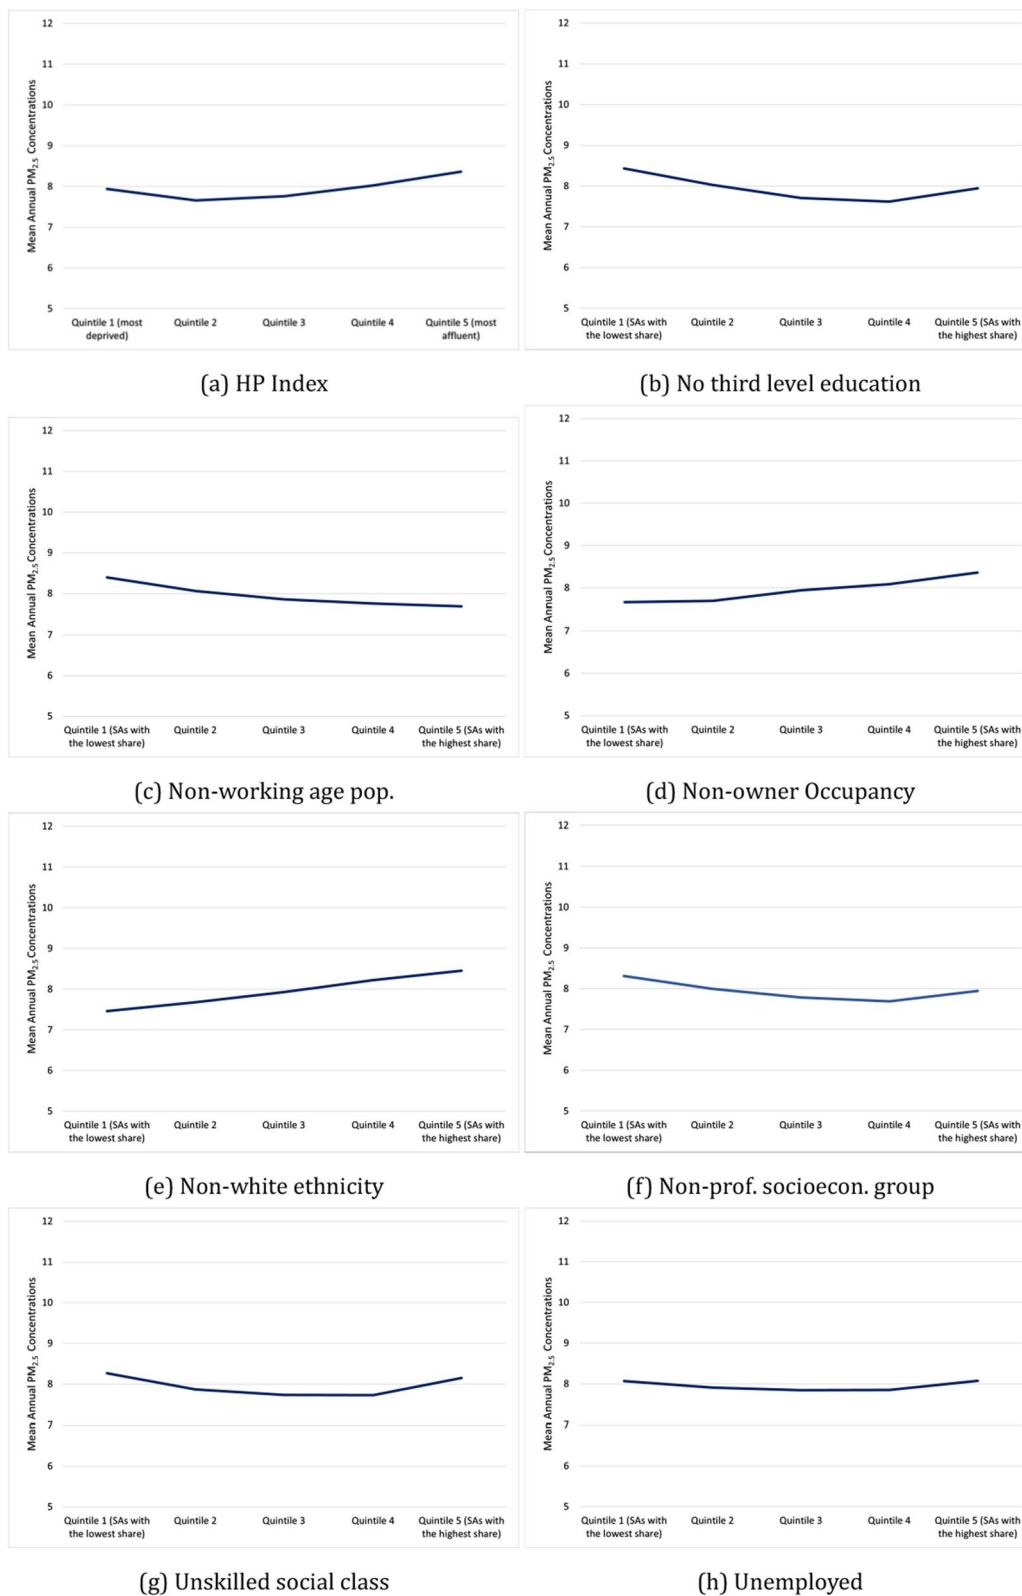 12
11
10
9
8
7
6
5
Mean Annual PM2.5 Concentrations
Quintile 1 (most deprived)
Quintile 2
Quintile 3
Quintile 4
Quintile 5 (most affluent)
(a) HP Index
12
11
10
9
8
7
6
5
Mean Annual PM2.5 Concentrations
Quintile 1 (SAs with the lowest share)
Quintile 2
Quintile 3
Quintile 4
Quintile 5 (SAs with the highest share)
(b) No third level education
12
11
10
9
8
7
6
5
Mean Annual PM2.5 Concentrations
Quintile 1 (SAs with the lowest share)
Quintile 2
Quintile 3
Quintile 4
Quintile 5 (SAs with the highest share)
(c) Non-working age pop.
12
11
10
9
8
7
6
5
Mean Annual PM2.5 Concentrations
Quintile 1 (SAs with the lowest share)
Quintile 2
Quintile 3
Quintile 4
Quintile 5 (SAs with the highest share)
(d) Non-owner Occupancy
12
11
10
9
8
7
6
5
Mean Annual PM2.5 Concentrations
Quintile 1 (SAs with the lowest share)
Quintile 2
Quintile 3
Quintile 4
Quintile 5 (SAs with the highest share)
(e) Non-white ethnicity
12
11
10
9
8
7
6
5
Mean Annual PM2.5 Concentrations
Quintile 1 (SAs with the lowest share)
Quintile 2
Quintile 3
Quintile 4
Quintile 5 (SAs with the highest share)
(f) Non-prof. socioecon. group
12
11
10
9
8
7
6
5
Mean Annual PM2.5 Concentrations
Quintile 1 (SAs with the lowest share)
Quintile 2
Quintile 3
Quintile 4
Quintile 5 (SAs with the highest share)
(g) Unskilled social class
12
11
10
9
8
7
6
5
Mean Annual PM2.5 Concentrations
Quintile 1 (SAs with the lowest share)
Quintile 2
Quintile 3
Quintile 4
Quintile 5 (SAs with the highest share)
(h) Unemployed